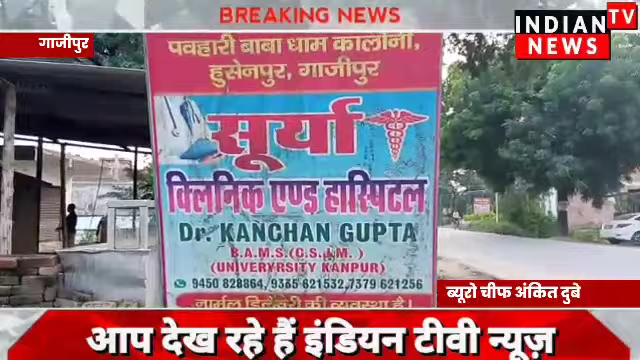 BREAKING NEWS
गाजीपुर
INDIAN TV
NEWS
पवहारी बाबा धाम कालोनी,
हुसेनपुर, गाजीपुर
सूर्या
क्लिनिक एण्ड हास्पिटल
Dr. KANCHAN GUPTA
B.A.M.S.(C.S.J.M. )
(UNIVERYRSITY KANPUR)
9450 828864, 9335 621532,7379 621256
नार्मल डिलेवरी की व्यवस्था है।
ब्यूरो चीफ अंकित दुबे
आप देख रहे हैं इंडियन टीवी न्यूज़